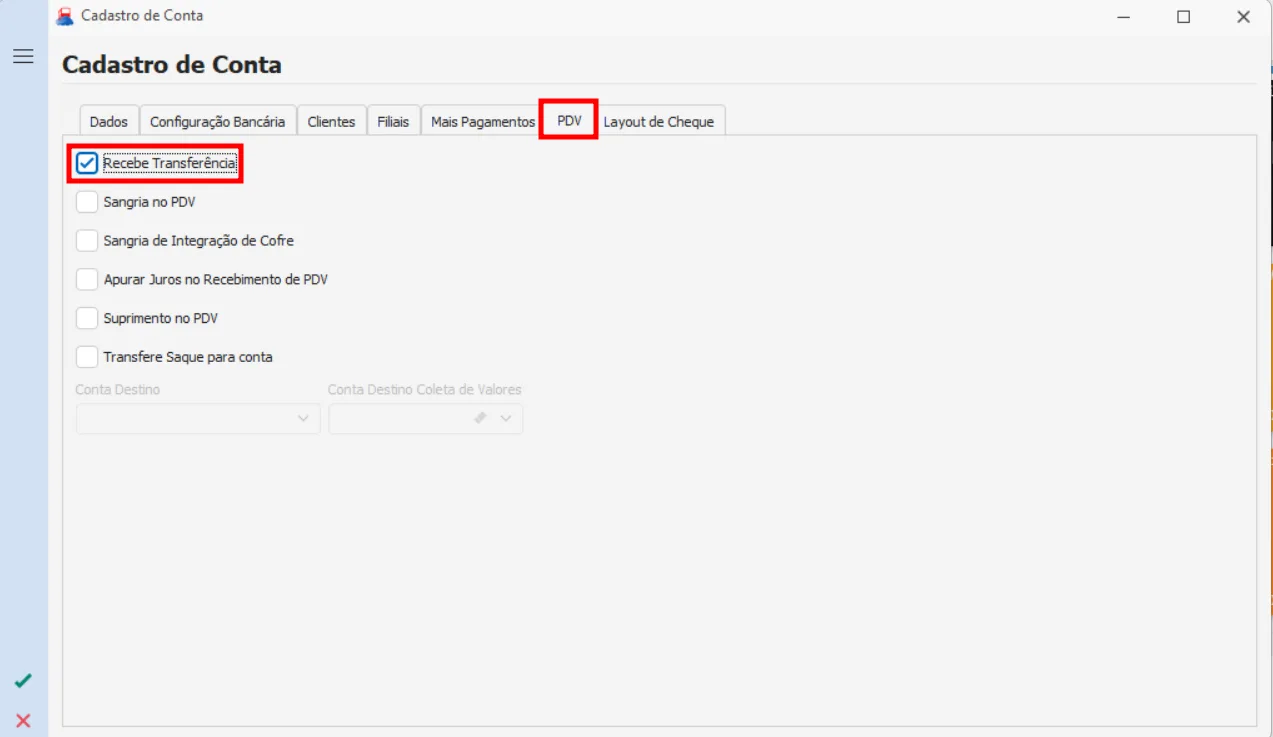 Cadastro de Conta
Cadastro de Conta
Dados Configuração Bancária Clientes Filiais Mais Pagamentos PDV Layout de Cheque
Recebe Transferência
Sangria no PDV
Sangria de Integração de Cofre
Apurar Juros no Recebimento de PDV
Suprimento no PDV
Transfere Saque para conta
Conta Destino Conta Destino Coleta de Valores